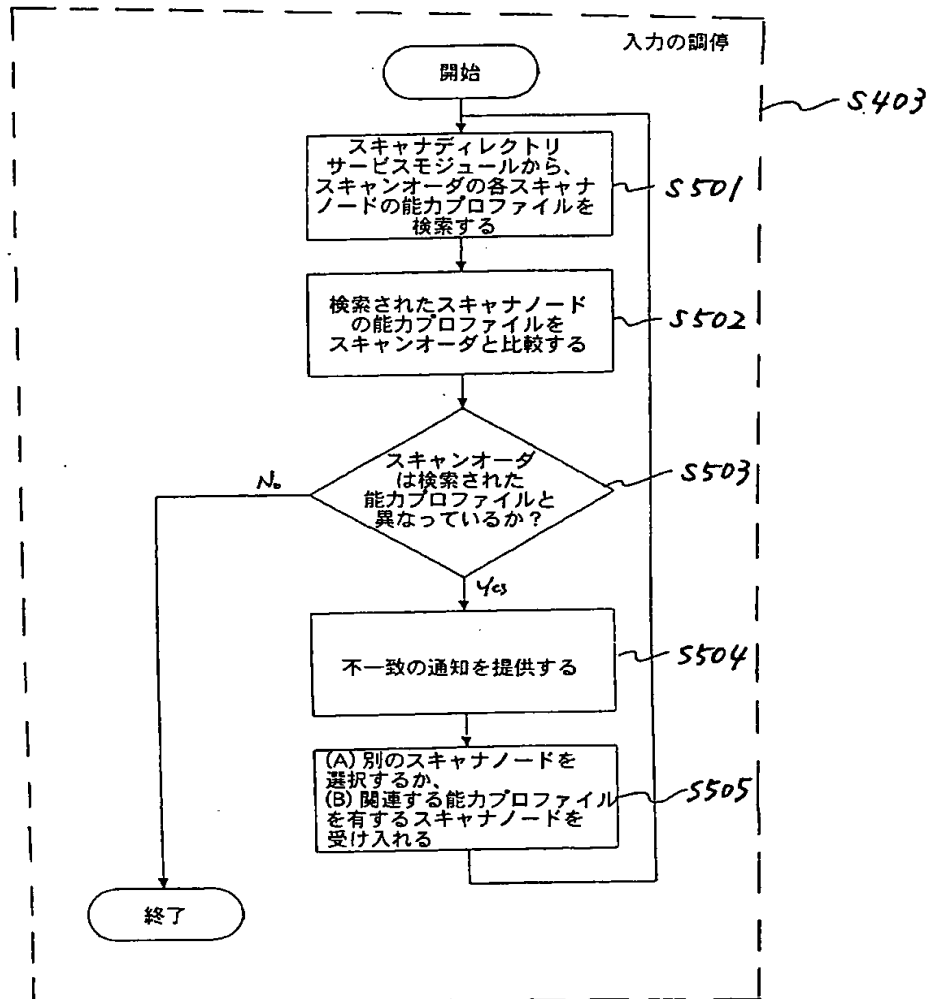 入力の調停
開始
S403
スキャナディレクトリ
サービスモジュールから、
スキャンオーダの各スキャナ
ノードの能力プロファイルを
検索する
S501
検索されたスキャナノード
の能力プロファイルを
スキャンオーダと比較する
S502
スキャンオーダ
は検索された
能力プロファイルと
異なっているか？
S503
No
Yes
不一致の通知を提供する
S504
(A) 別のスキャナノードを
選択するか、
(B) 関連する能力プロファイル
を有するスキャナノードを
受け入れる
S505
終了